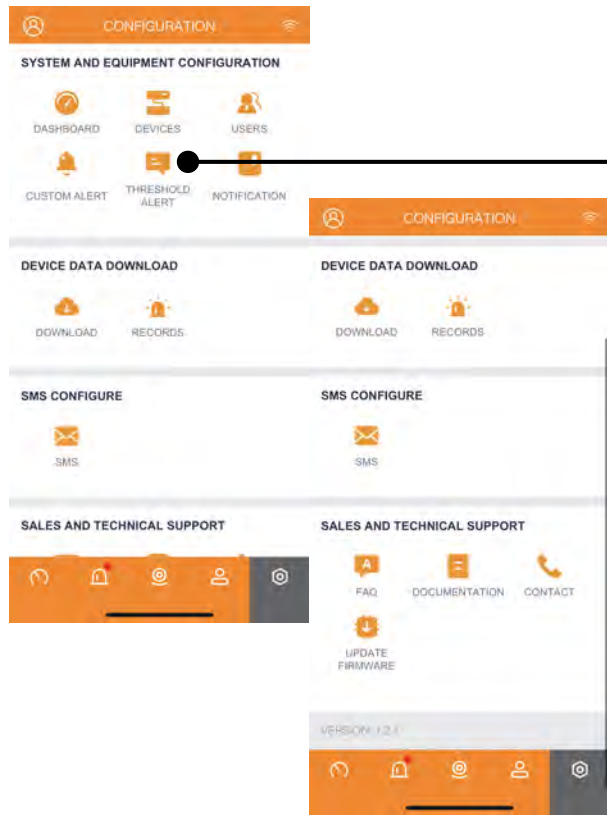 CONFIGURATION
SYSTEM AND EQUIPMENT CONFIGURATION
DASHBOARD DEVICES USERS
CUSTOM ALERT THRESHOLD ALERT NOTIFICATION
DEVICE DATA DOWNLOAD
DOWNLOAD RECORDS
SMS CONFIGURE
SMS
SALES AND TECHNICAL SUPPORT
CONFIGURATION
DEVICE DATA DOWNLOAD
DOWNLOAD RECORDS
SMS CONFIGURE
SMS
SALES AND TECHNICAL SUPPORT
A
FAQ DOCUMENTATION CONTACT
UPDATE
FIRMWARE
VERSION: 1.2.1